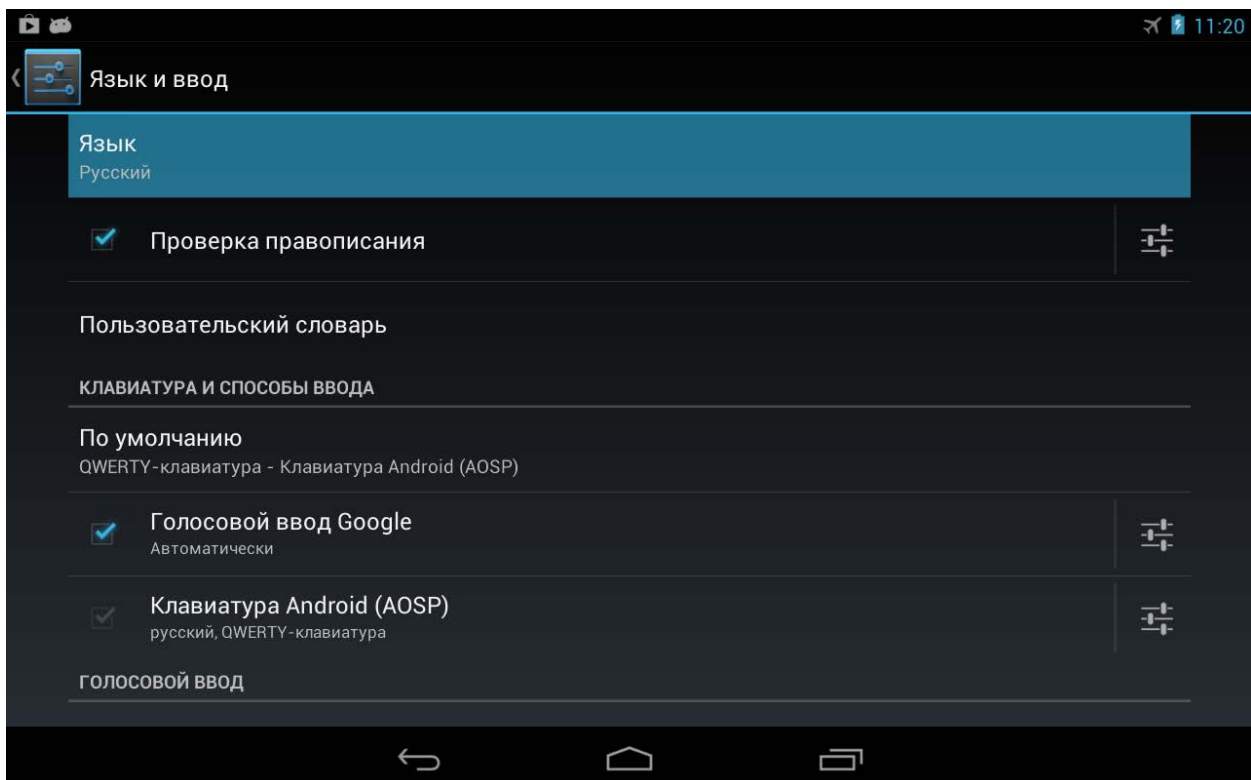 11:20
Язык и ввод
Язык
Русский
Проверка правописания
Пользовательский словарь
КЛАВИАТУРА И СПОСОБЫ ВВОДА
По умолчанию
QWERTY-клавиатура - Клавиатура Android (AOSP)
Голосовой ввод Google
Автоматически
Клавиатура Android (AOSP)
русский, QWERTY-клавиатура
ГОЛОСОВОЙ ВВОД